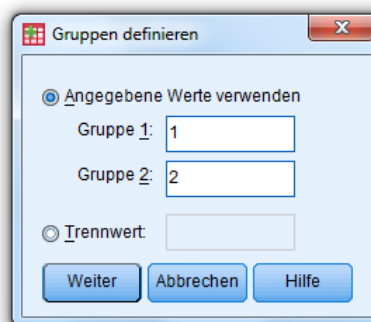 Gruppen definieren
Angegebene Werte verwenden
Gruppe 1: 1
Gruppe 2: 2
Trennwert:
Weiter Abbrechen Hilfe